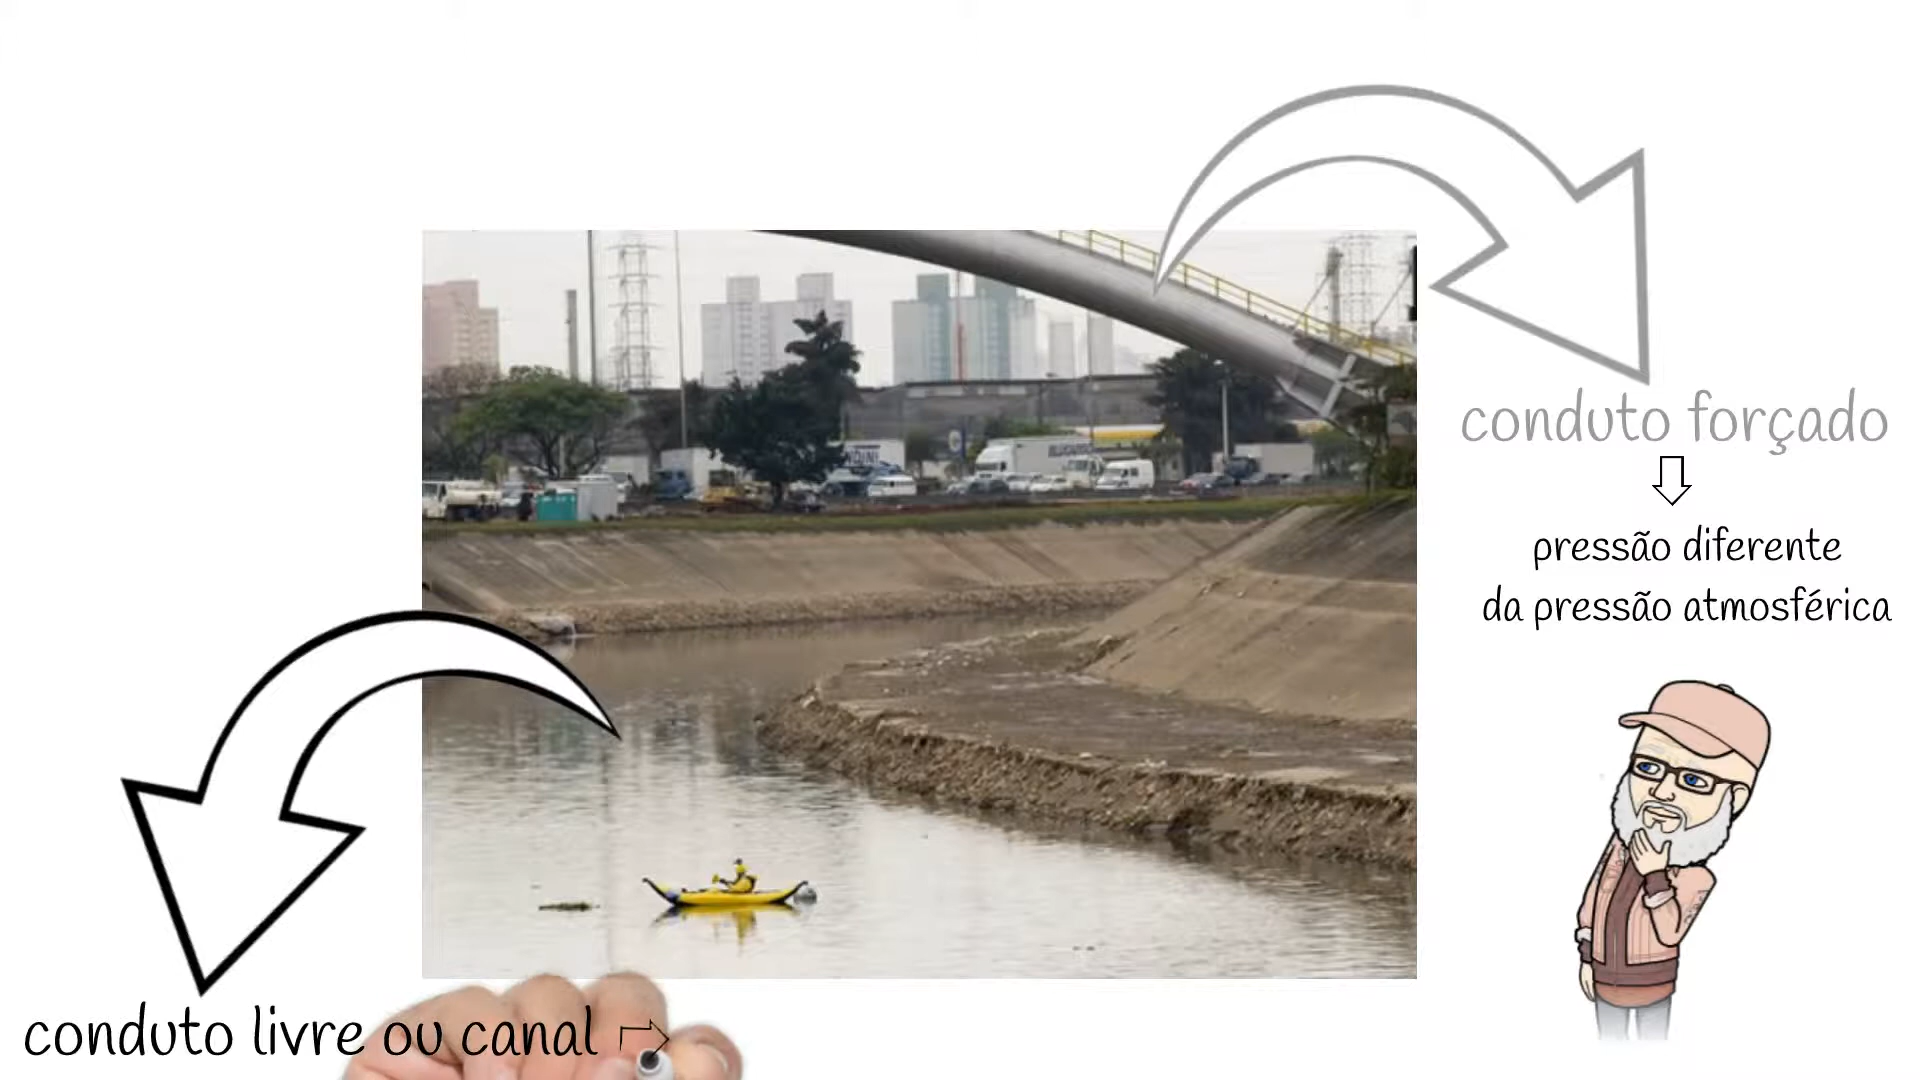 conduto forçado
pressão diferente
da pressão atmosférica
conduto livre ou canal